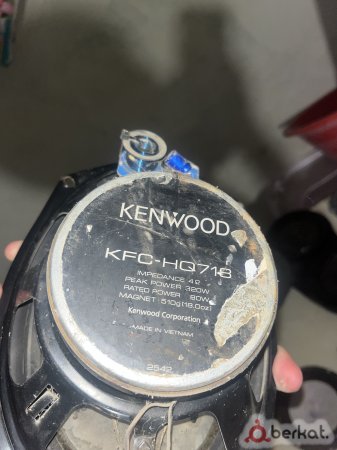 KENWOOD
KFC-HQ718
IMPEDANCE 4Ω
PEAK POWER 320W
RATED POWER 80W
MAGNET 510g(18.0oz)
Kenwood Corporation
MADE IN VIETNAM
2542
berkat.